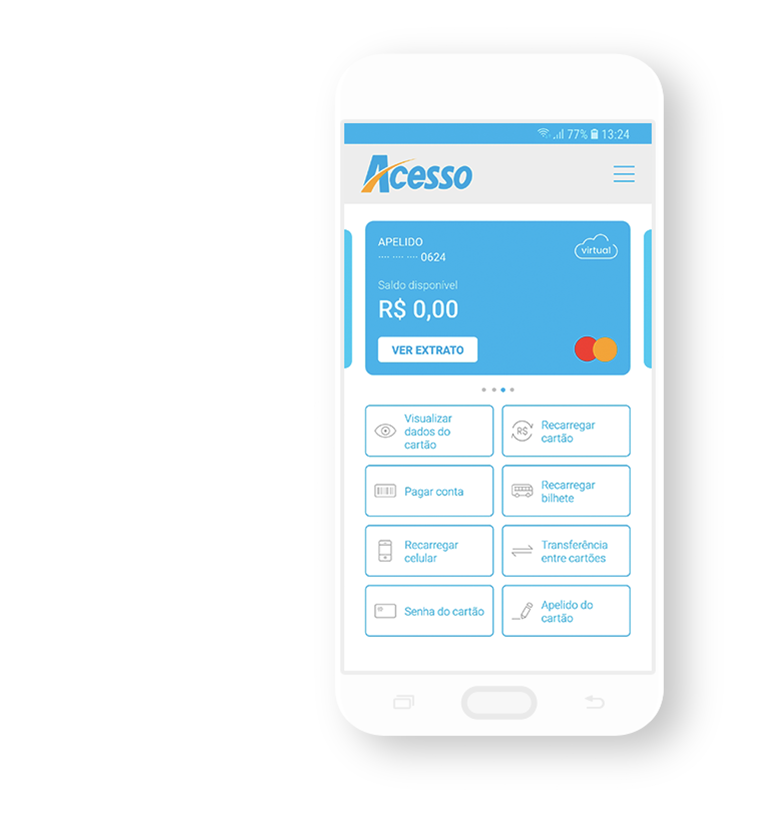 77% 13:24
Acesso
APELIDO
virtual
···· ···· ···· 0624
Saldo disponível
R$ 0,00
VER EXTRATO
Visualizar
dados do
cartão
R$
Recarregar
cartão
Pagar conta
Recarregar
bilhete
Recarregar
celular
Transferência
entre cartões
Senha do cartão
Apelido do
cartão